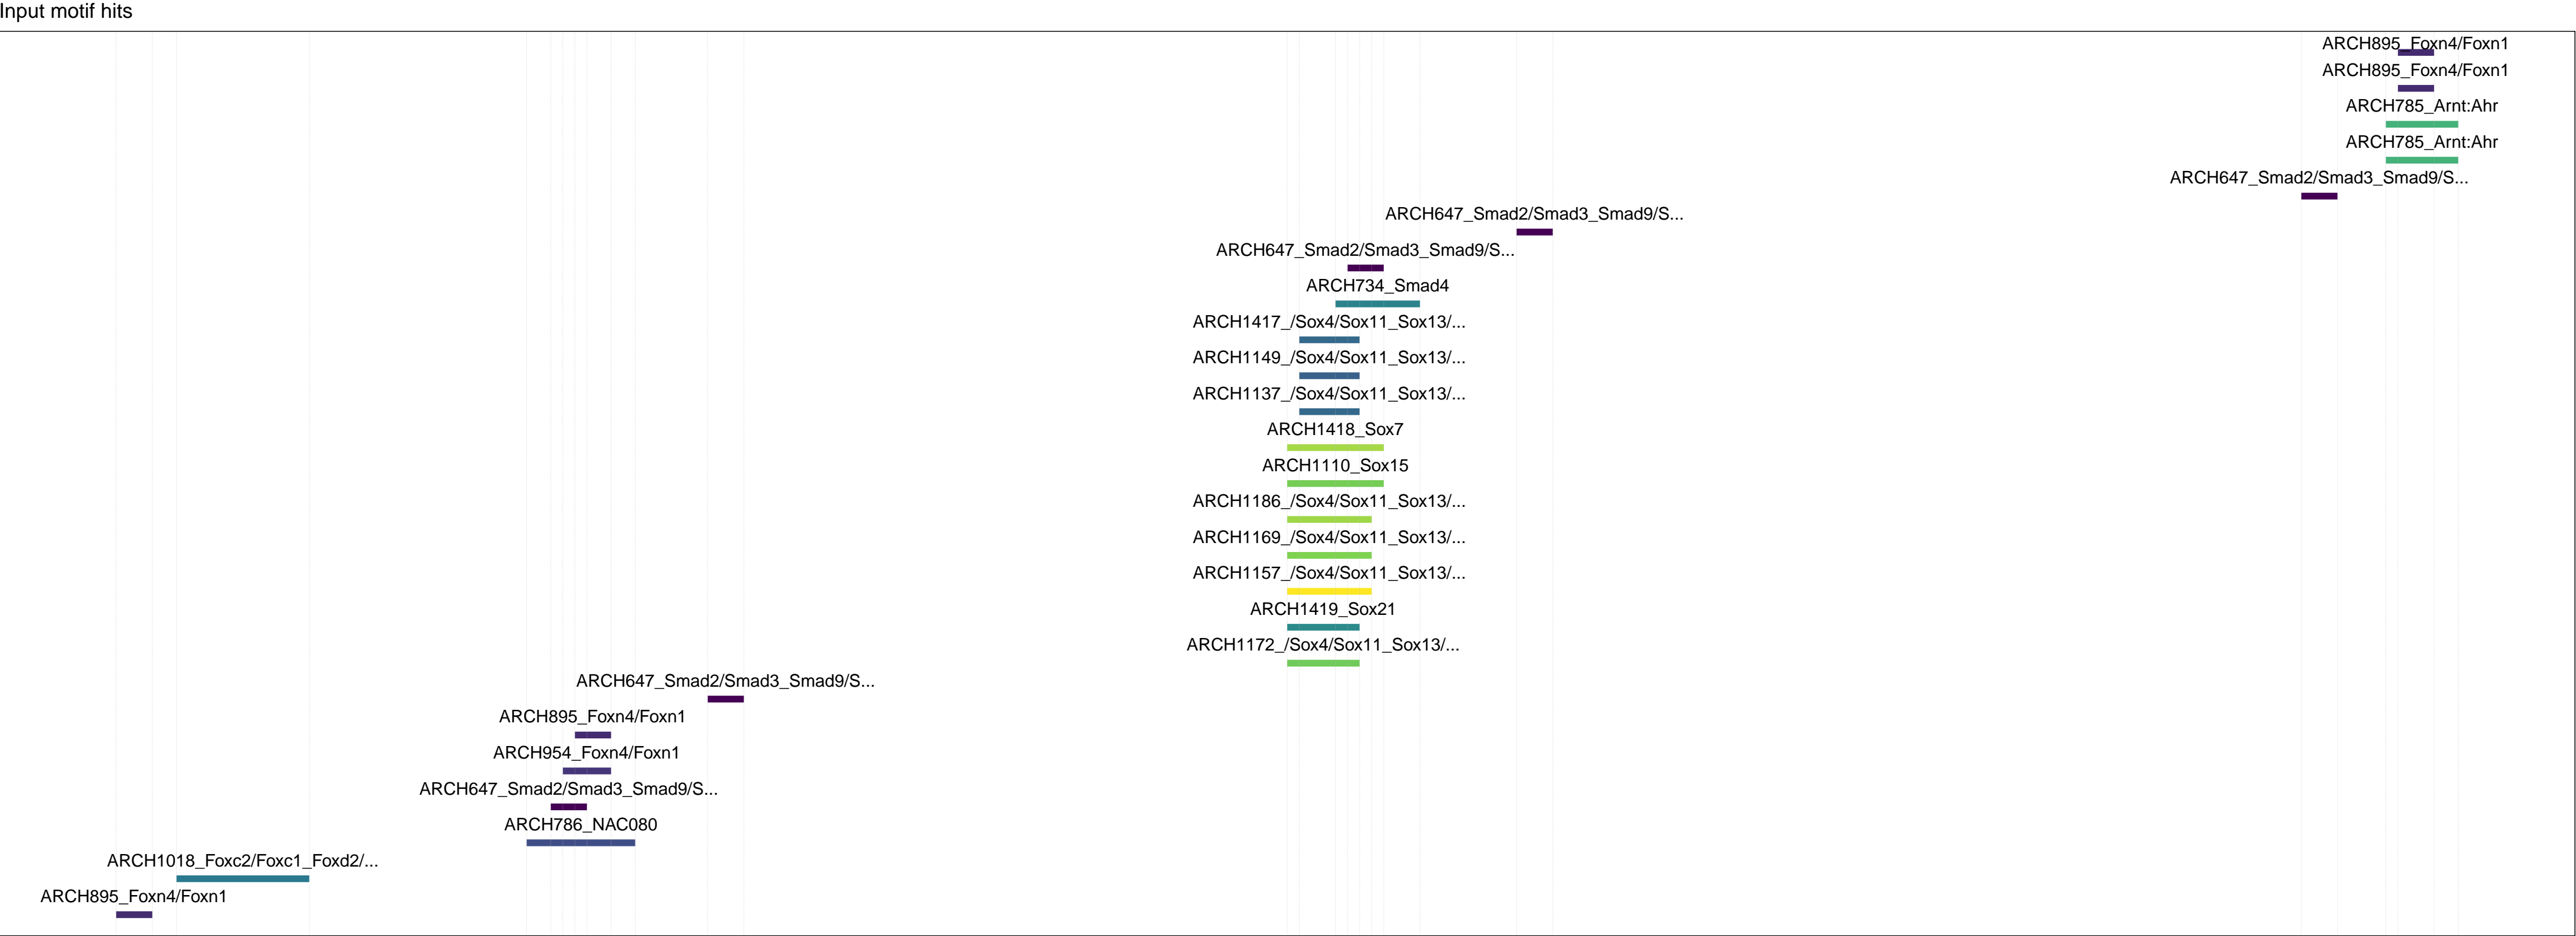 Input motif hits
ARCH895_Foxn4/Foxn1
ARCH895_Foxn4/Foxn1
ARCH785_Arnt:Ahr
ARCH785_Arnt:Ahr
ARCH647_Smad2/Smad3_Smad9/S...
ARCH647_Smad2/Smad3_Smad9/S...
ARCH647_Smad2/Smad3_Smad9/S...
ARCH734_Smad4
ARCH1417_/Sox4/Sox11_Sox13/...
ARCH1149_/Sox4/Sox11_Sox13/...
ARCH1137_/Sox4/Sox11_Sox13/...
ARCH1418_Sox7
ARCH1110_Sox15
ARCH1186_/Sox4/Sox11_Sox13/...
ARCH1169_/Sox4/Sox11_Sox13/...
ARCH1157_/Sox4/Sox11_Sox13/...
ARCH1419_Sox21
ARCH1172_/Sox4/Sox11_Sox13/...
ARCH647_Smad2/Smad3_Smad9/S...
ARCH895_Foxn4/Foxn1
ARCH954_Foxn4/Foxn1
ARCH647_Smad2/Smad3_Smad9/S...
ARCH786_NAC080
ARCH1018_Foxc2/Foxc1_Foxd2/...
ARCH895_Foxn4/Foxn1